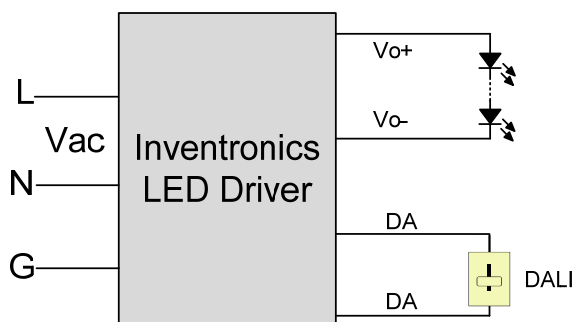 L
Vac
N
G
Inventronics
LED Driver
Vo+
Vo-
DA
DA
DALI